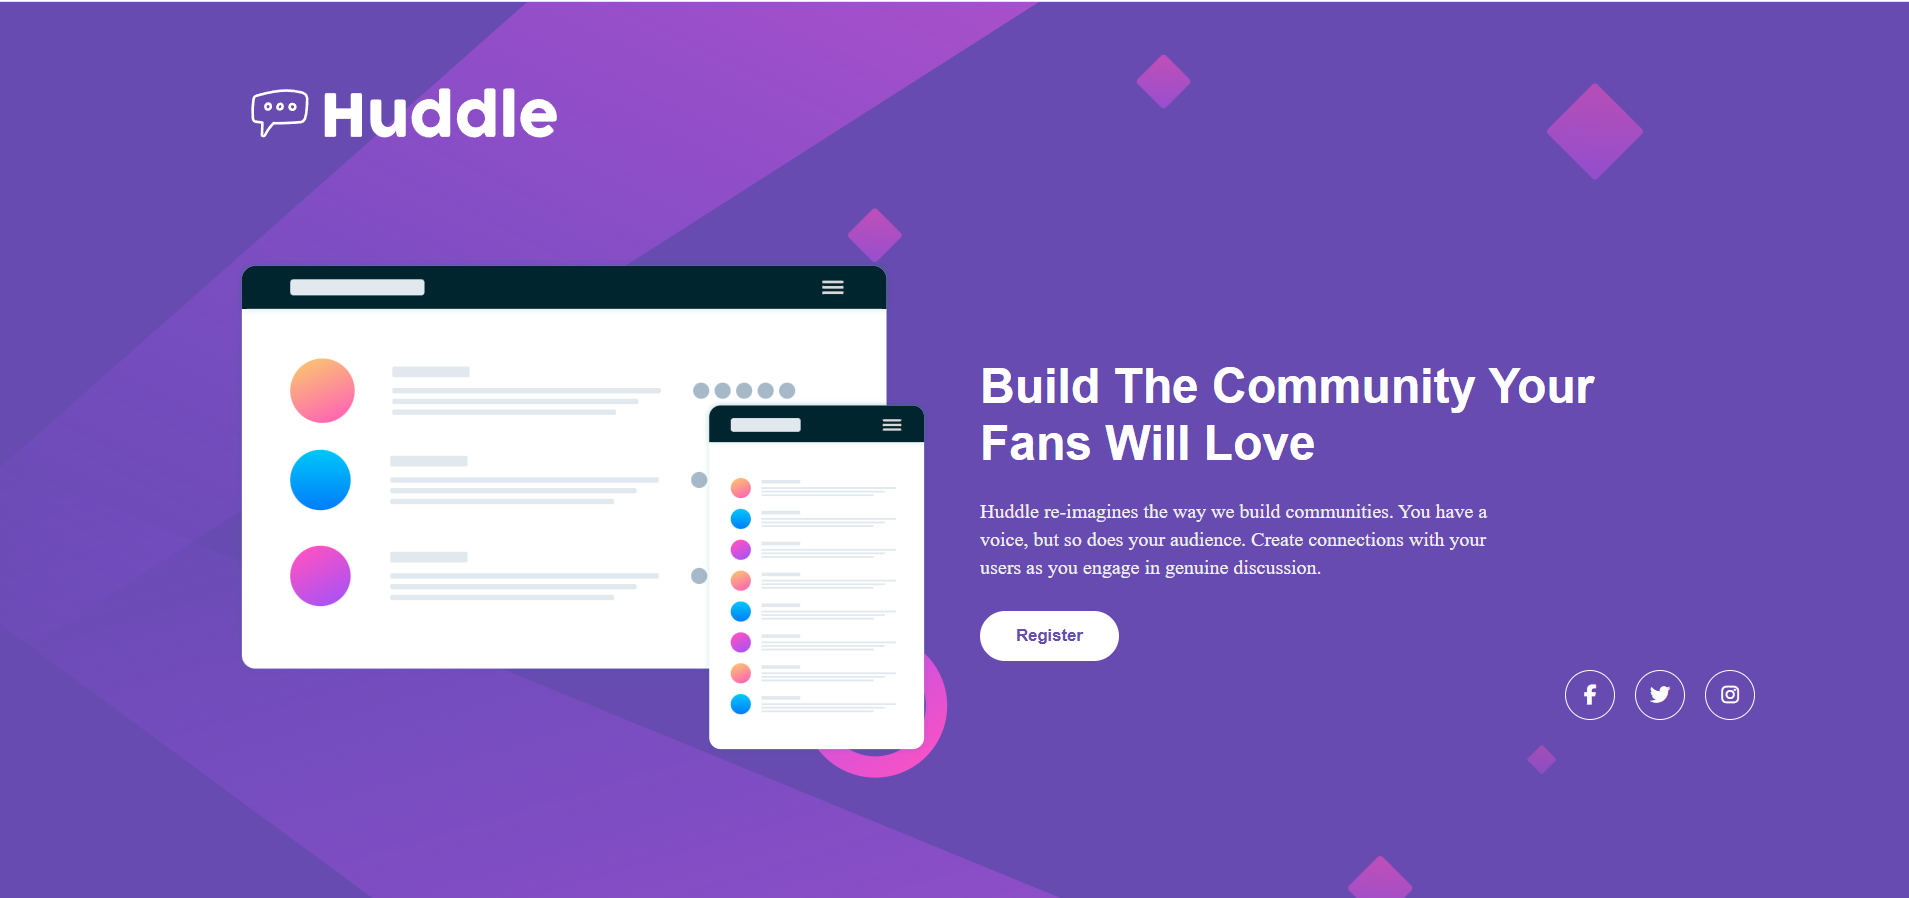 Huddle
Build The Community Your
Fans Will Love
Huddle re-imagines the way we build communities. You have a
voice, but so does your audience. Create connections with your
users as you engage in genuine discussion.
Register